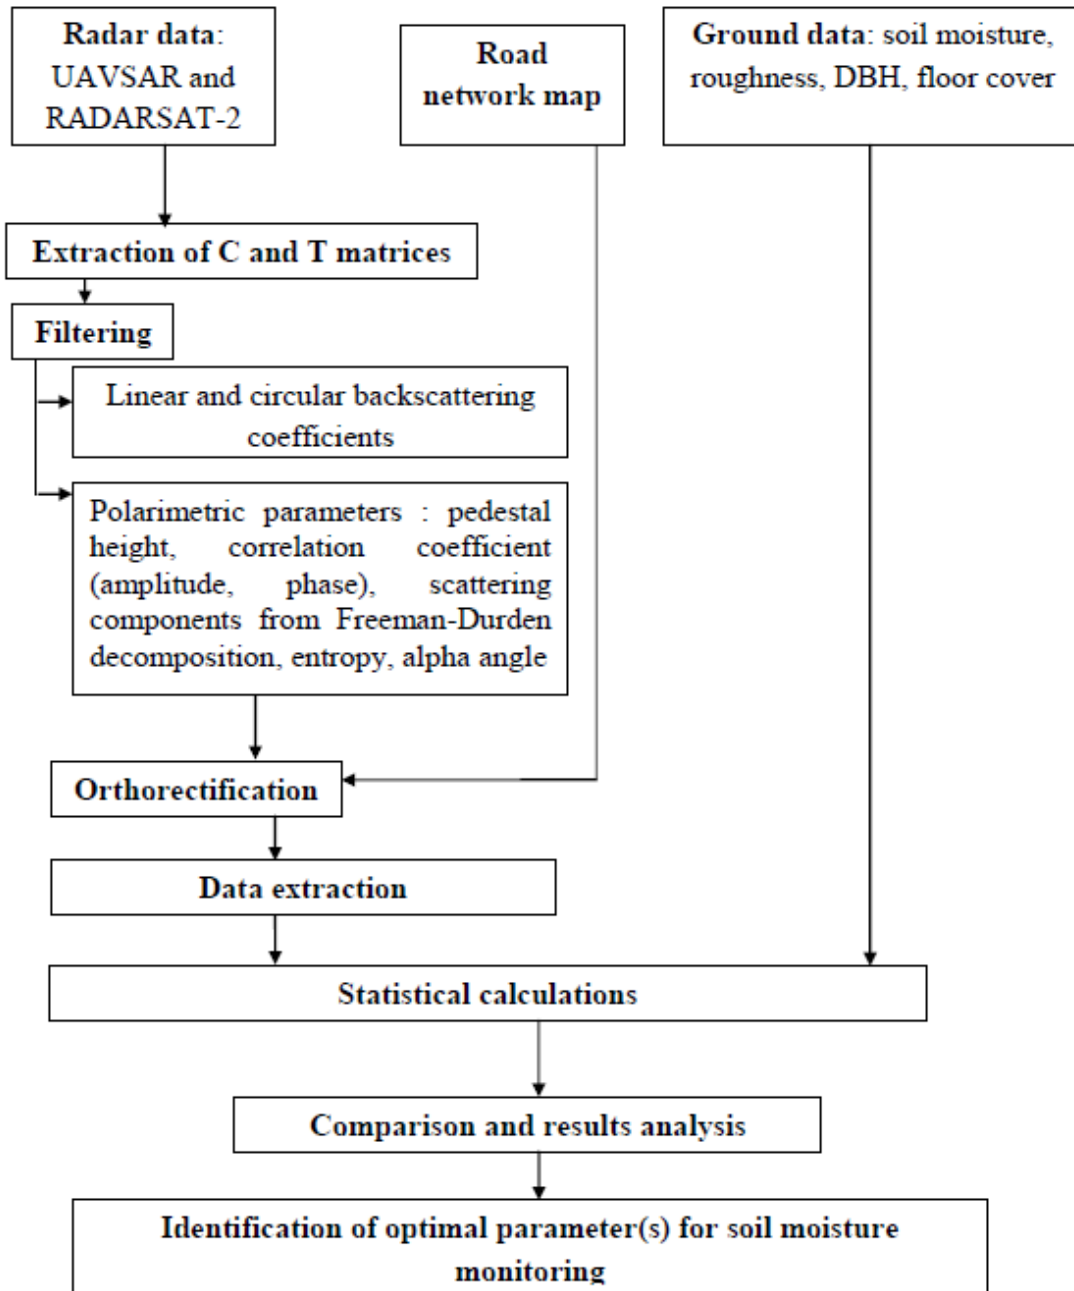 Radar data:
UAVSAR and
RADARSAT-2
Road
network map
Ground data: soil moisture,
roughness, DBH, floor cover
Extraction of C and T matrices
Filtering
Linear and circular backscattering
coefficients
Polarimetric parameters : pedestal
height, correlation coefficient
(amplitude, phase), scattering
components from Freeman-Durden
decomposition, entropy, alpha angle
Orthorectification
Data extraction
Statistical calculations
Comparison and results analysis
Identification of optimal parameter(s) for soil moisture
monitoring